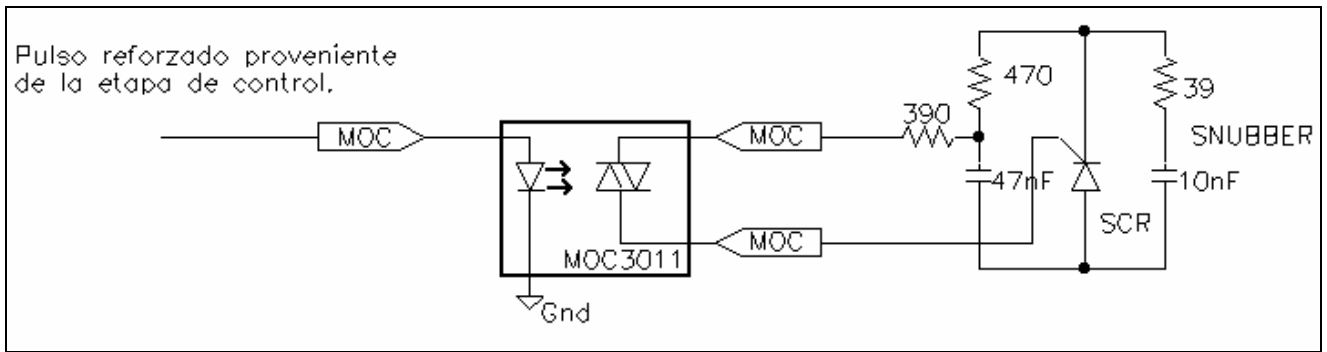 Pulso reforzado proveniente
de la etapa de control.
MOC
MOC3011
Gnd
MOC
MOC
390
470
47nF
SCR
39
SNUBBER
10nF